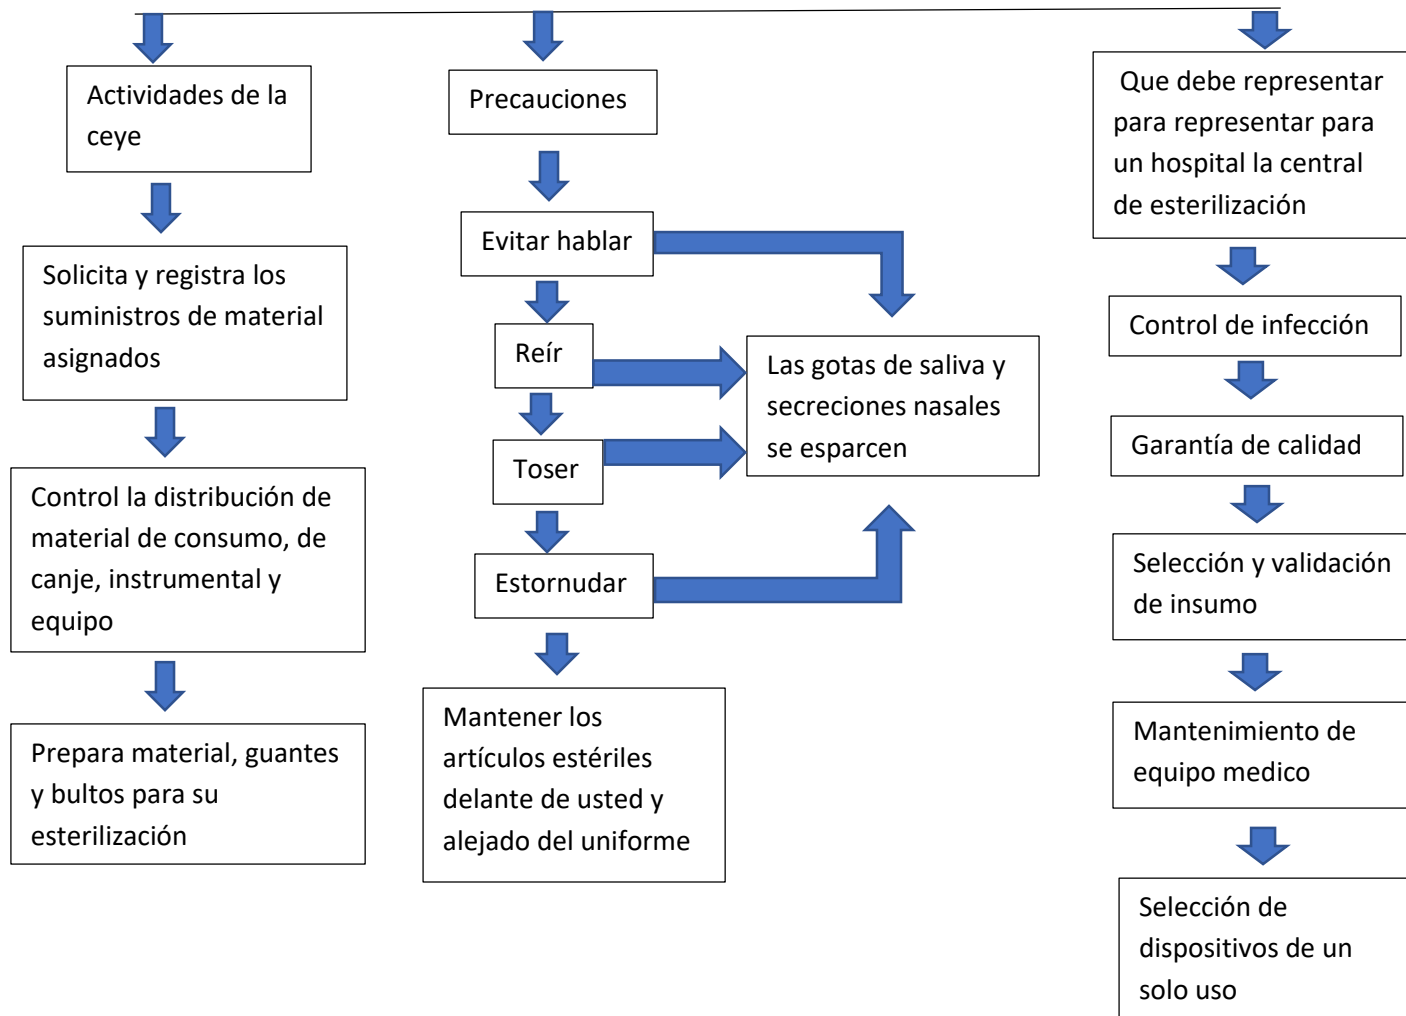 Actividades de la
ceye
Solicita y registra los
suministros de material
asignados
Control la distribución de
material de consumo, de
canje, instrumental y
equipo
Prepara material, guantes
y bultos para su
esterilización
Precauciones
Evitar hablar
Reír
Toser
Estornudar
Mantener los
artículos estériles
delante de usted y
alejado del uniforme
Las gotas de saliva y
secreciones nasales
se esparcen
Que debe representar
para representar para
un hospital la central
de esterilización
Control de infección
Garantía de calidad
Selección y validación
de insumo
Mantenimiento de
equipo medico
Selección de
dispositivos de un
solo uso